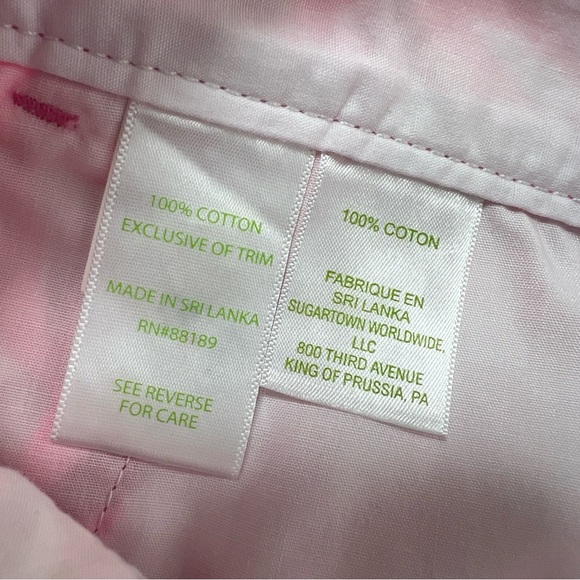 100% COTTON
EXCLUSIVE OF TRIM
MADE IN SRI LANKA
RN#88189
SEE REVERSE
FOR CARE
100% COTON
FABRIQUE EN
SRI LANKA
SUGARTOWN WORLDWIDE,
LLC
800 THIRD AVENUE
KING OF PRUSSIA, PA